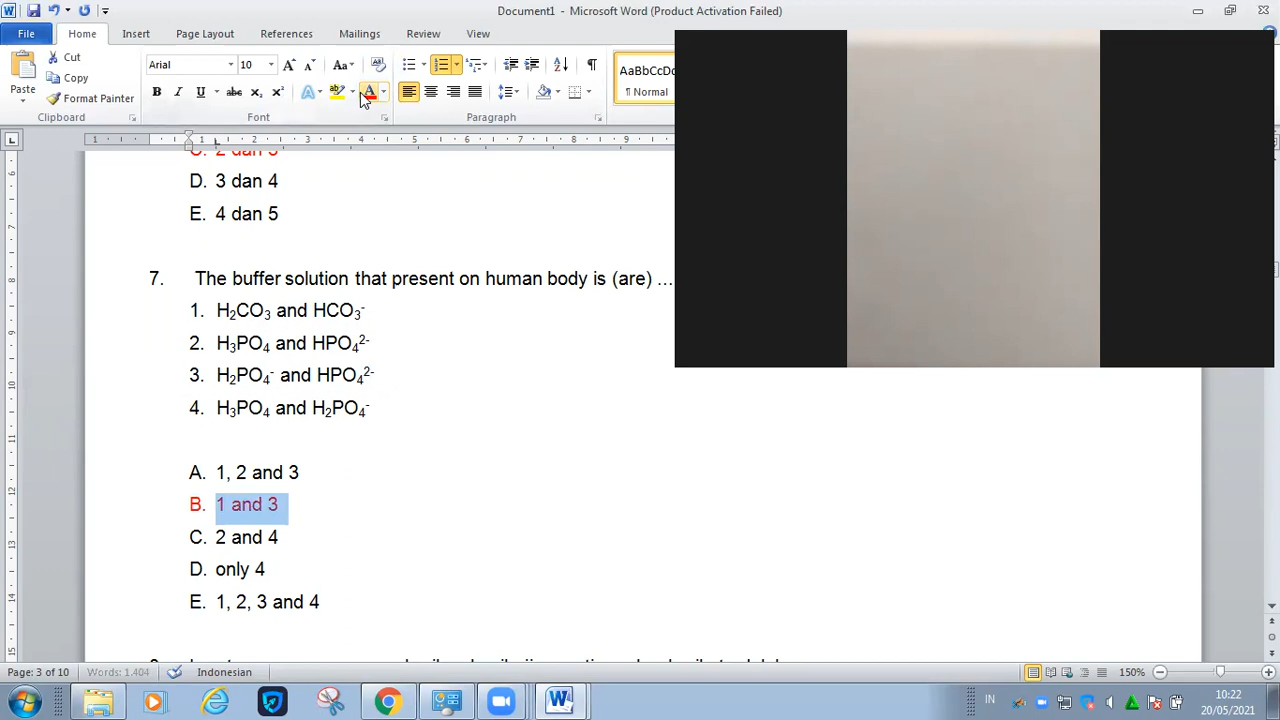 Document1 - Microsoft Word (Product Activation Failed)
File Home Insert Page Layout References Mailings Review View
Cut
Copy
Format Painter
Paste
Clipboard
Arial 10
Font
Paragraph
AaBbCcDc
¶ Normal
D. 3 dan 4
E. 4 dan 5
7. The buffer solution that present on human body is (are) …
1. H₂CO₃ and HCO₃⁻
2. H₃PO₄ and HPO₄²⁻
3. H₂PO₄⁻ and HPO₄²⁻
4. H₃PO₄ and H₂PO₄⁻
A. 1, 2 and 3
B. 1 and 3
C. 2 and 4
D. only 4
E. 1, 2, 3 and 4
Page: 3 of 10 Words: 1.404 Indonesian 150%
IN 10:22
20/05/2021